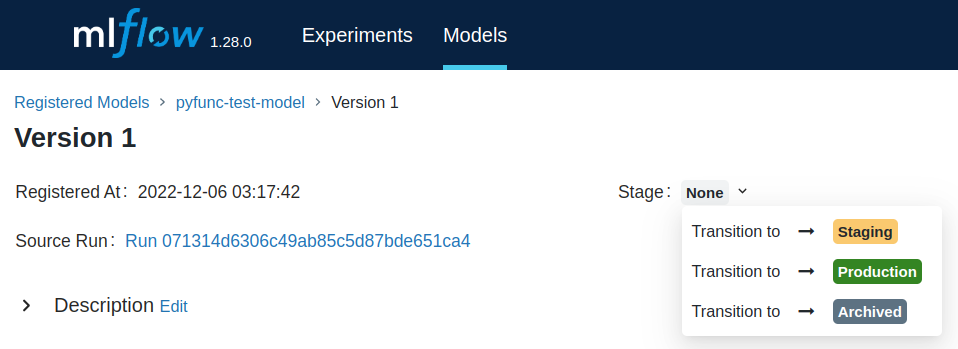 mlflow 1.28.0 Experiments Models
Registered Models > pyfunc-test-model > Version 1
Version 1
Registered At: 2022-12-06 03:17:42
Stage: None
Source Run: Run 071314d6306c49ab85c5d87bde651ca4
Transition to → Staging
Transition to → Production
Transition to → Archived
> Description Edit